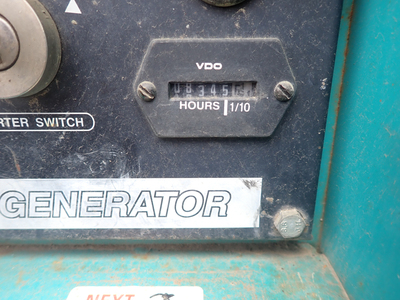 VDO
HOURS 1/10
RTER SWITCH
GENERATOR
NEXT